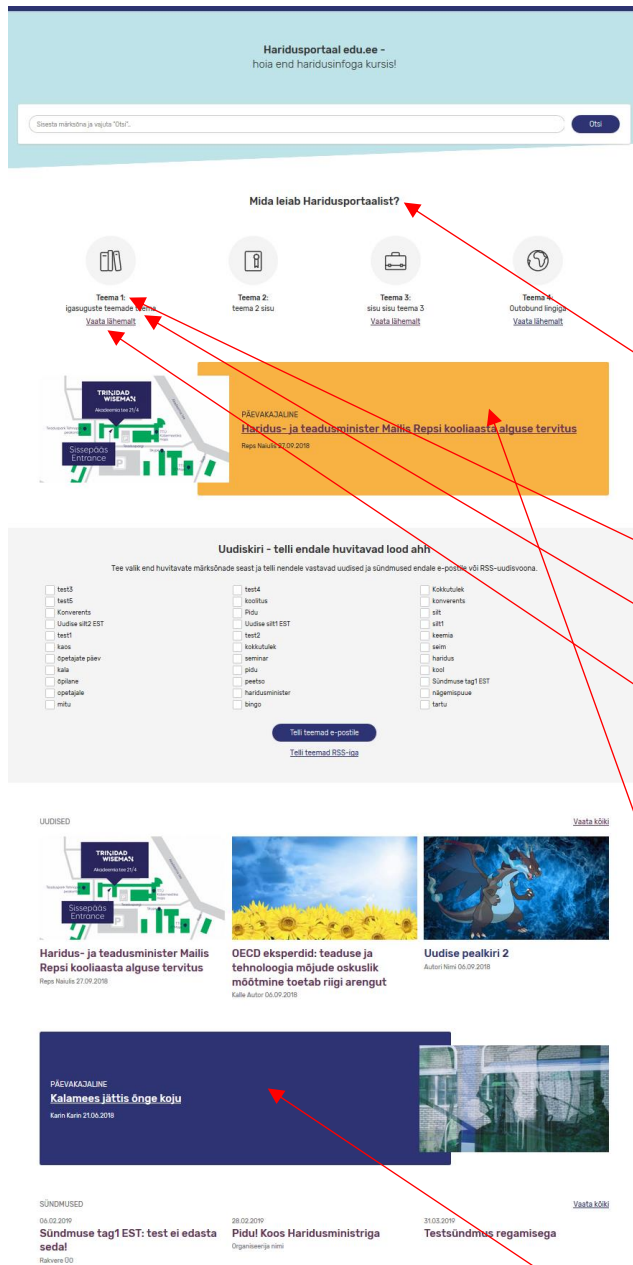 Haridusportaal edu.ee -
hoia end haridusinfoga kursis!
Sisesta märksõna ja vajuta "Otsi".
Otsi
Mida leiab Haridusportaalist?
Teema 1:
igasuguste teemade teema
Vaata lähemalt
Teema 2:
teema 2 sisu
Teema 3:
sisu sisu teema 3
Vaata lähemalt
Teema 4:
Outobund lingiga
Vaata lähemalt
TRINIDAD
WISEMAN
Akadeemia tee 21/4
Sissepääs
Entrance
P
PÄEVAKAJALINE
Haridus- ja teadusminister Mailis Repsi kooliaasta alguse tervitus
Reps Naiulis 27.09.2018
Uudiskiri - telli endale huvitavad lood ahh
Tee valik end huvitavate märksõnade seast ja telli nendele vastavad uudised ja sündmused endale e-postile või RSS-uudisvoona.
test3
test5
Konverents
Uudise silt2 EST
test1
kaos
õpetajate päev
kala
õpilane
opetajale
mitu
test4
koolitus
Pidu
Uudise silt1 EST
test2
kokkutulek
seminar
pidu
peetso
haridusminister
bingo
Kokkutulek
konverents
silt
silt1
keemia
seim
haridus
kool
Sündmuse tag1 EST
nägemispuue
tartu
Telli teemad e-postile
Telli teemad RSS-iga
UUDISED
Vaata kõiki
TRINIDAD
WISEMAN
Akadeemia tee 21/4
Sissepääs
Entrance
Haridus- ja teadusminister Mailis
Repsi kooliaasta alguse tervitus
Reps Naiulis 27.09.2018
OECD eksperdid: teaduse ja
tehnoloogia mõjude oskuslik
mõõtmine toetab riigi arengut
Kalle Autor 06.09.2018
Uudise pealkiri 2
Autori Nimi 06.09.2018
PÄEVAKAJALINE
Kalamees jättis õnge koju
Karin Karin 21.06.2018
SÜNDMUSED
Vaata kõiki
06.02.2019
Sündmuse tag1 EST: test ei edasta
seda!
Rakvere ÜG
28.02.2019
Pidu! Koos Haridusministriga
Organiseerija nimi
31.03.2019
Testsündmus regamisega